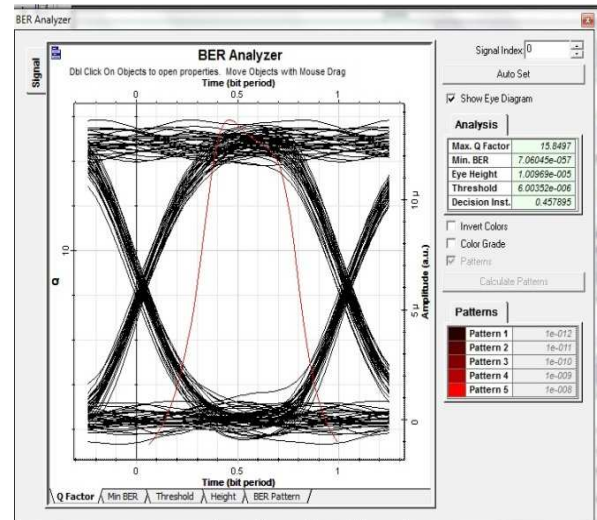 BER Analyzer
Signal
BER Analyzer
Dbl Click On Objects to open properties. Move Objects with Mouse Drag
Time (bit period)
0 0.5 1
Q
10
Amplitude (a.u.)
10 μ
5 μ
0
0 0.5 1
Time (bit period)
Q Factor Min BER Threshold Height BER Pattern
Signal Index: 0
Auto Set
Show Eye Diagram
Analysis
Max. Q Factor 15.8497
Min. BER 7.06045e-057
Eye Height 1.00969e-005
Threshold 6.00352e-006
Decision Inst. 0.457895
Invert Colors
Color Grade
Patterns
Calculate Patterns
Patterns
Pattern 1 1e-012
Pattern 2 1e-011
Pattern 3 1e-010
Pattern 4 1e-009
Pattern 5 1e-008